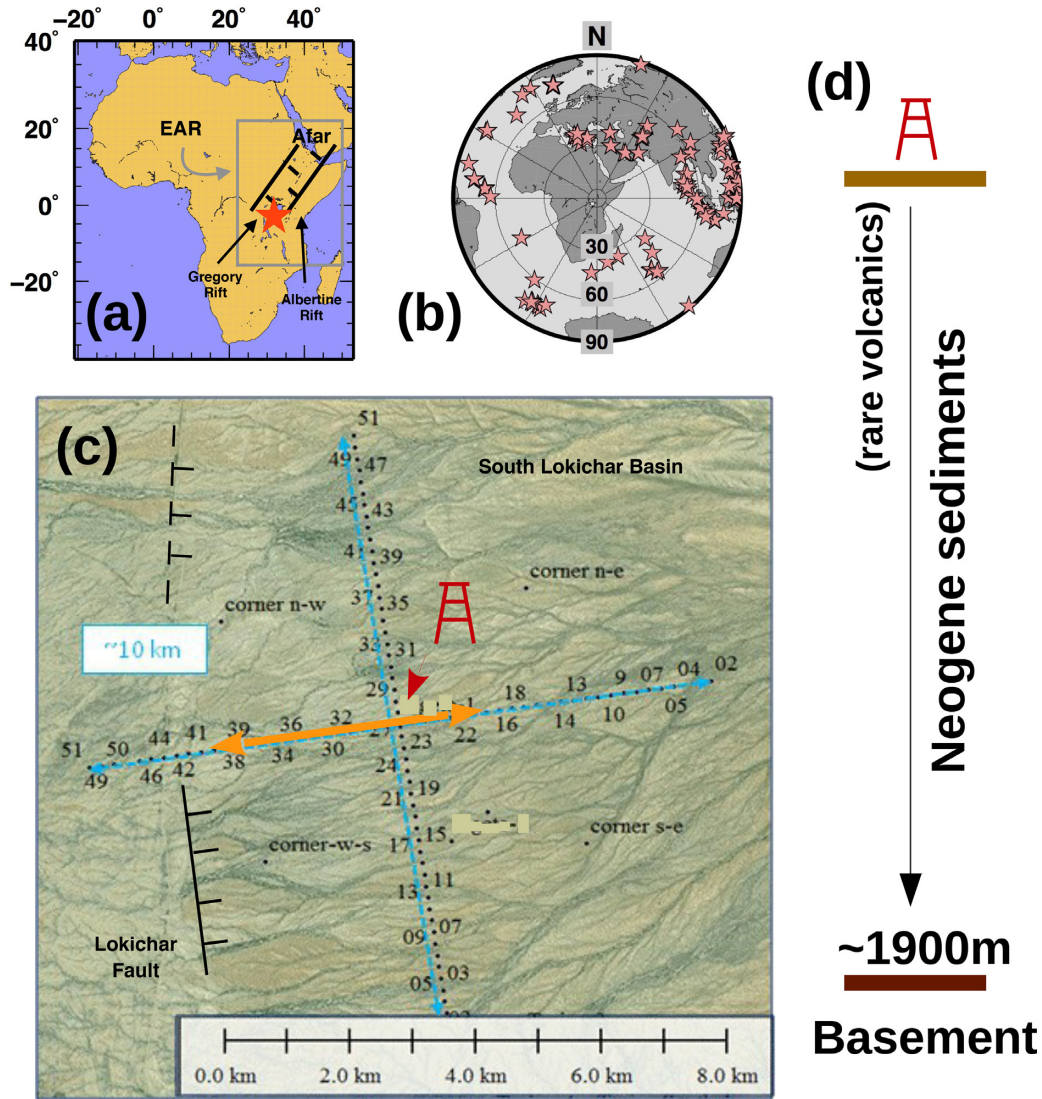 −20° 0° 20° 40°
40°
20°
0°
−20°
EAR
Afar
Gregory
Rift
Albertine
Rift
(a)
N
30
60
90
(b)
(d)
(rare volcanics)
Neogene sediments
~1900m
Basement
(c)
South Lokichar Basin
51
49 47
45 43
41 39
37 35
33 31
29
27
23
24
21 19
17 15
13 11
09 07
05 03
corner n-w
corner n-e
~10 km
51 50 44 41 39 36 32 18 13 9 07 04 02
49 46 42 38 34 30 22 16 14 10 05
corner-w-s
corner s-e
Lokichar
Fault
0.0 km 2.0 km 4.0 km 6.0 km 8.0 km